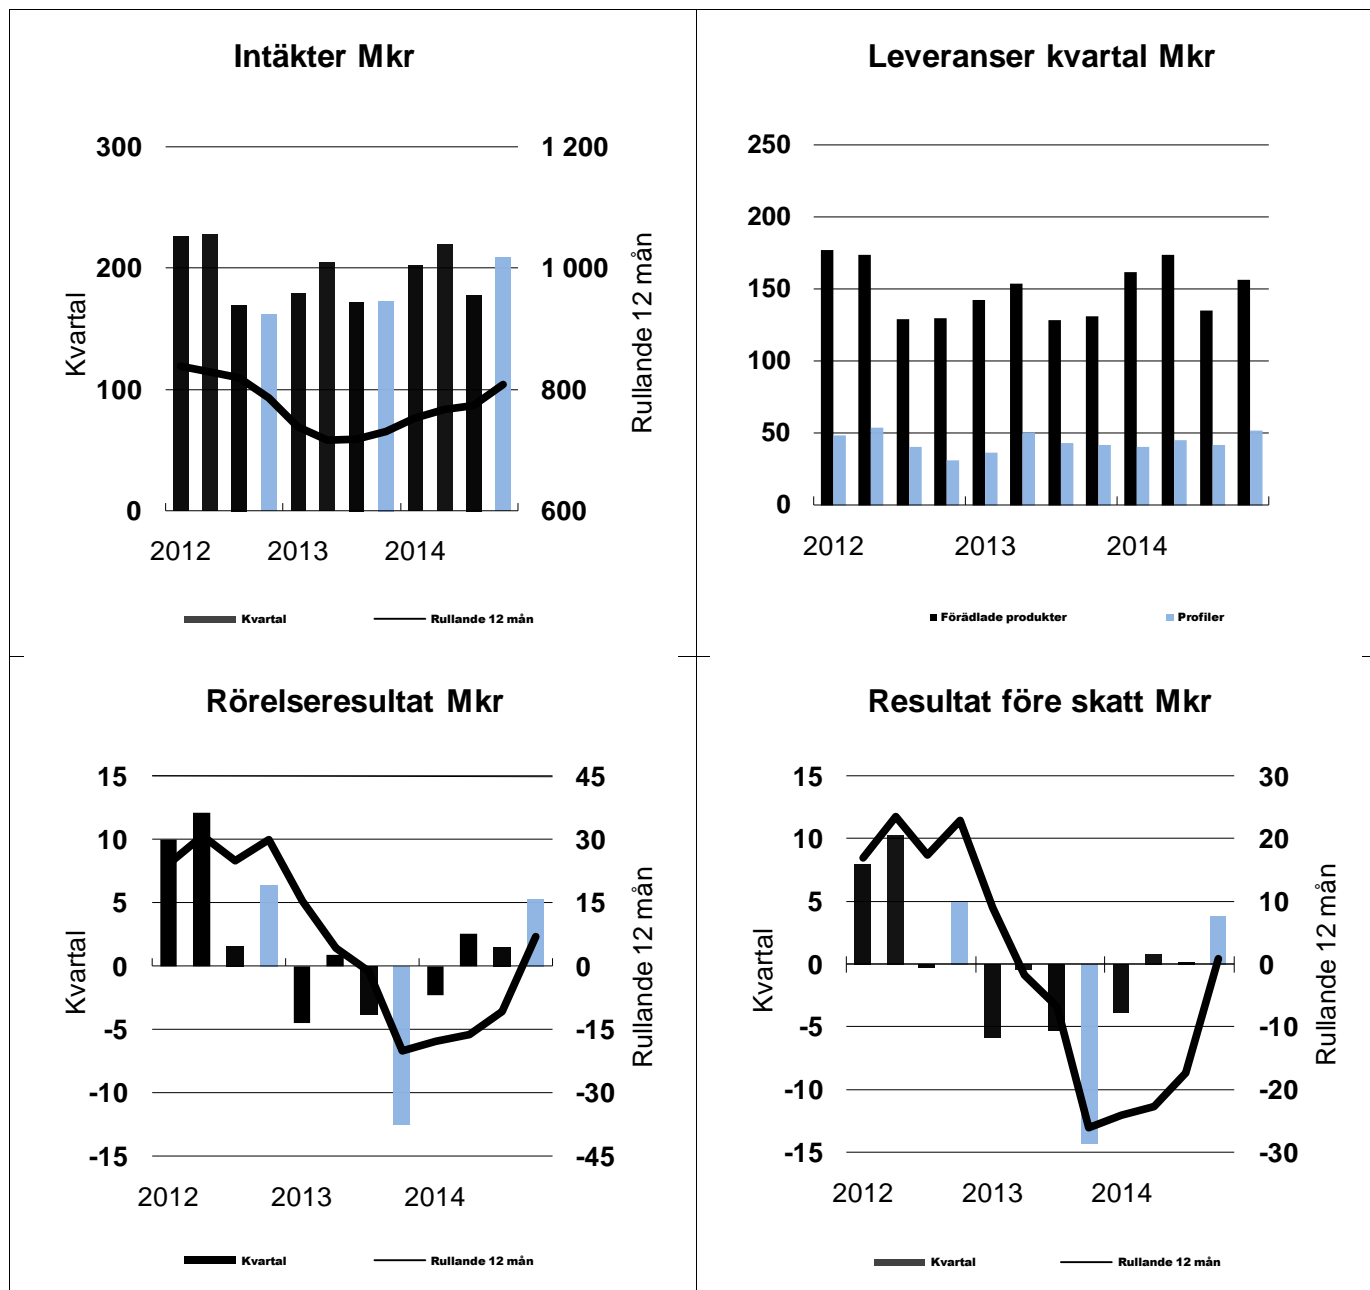 Intäkter Mkr
300
200
100
0
Kvartal
1 200
1 000
800
600
Rullande 12 mån
2012 2013 2014
Kvartal Rullande 12 mån
Leveranser kvartal Mkr
250
200
150
100
50
0
2012 2013 2014
Förädlade produkter Profiler
Rörelseresultat Mkr
15
10
5
0
-5
-10
-15
Kvartal
45
30
15
0
-15
-30
-45
Rullande 12 mån
2012 2013 2014
Kvartal Rullande 12 mån
Resultat före skatt Mkr
15
10
5
0
-5
-10
-15
Kvartal
30
20
10
0
-10
-20
-30
Rullande 12 mån
2012 2013 2014
Kvartal Rullande 12 mån